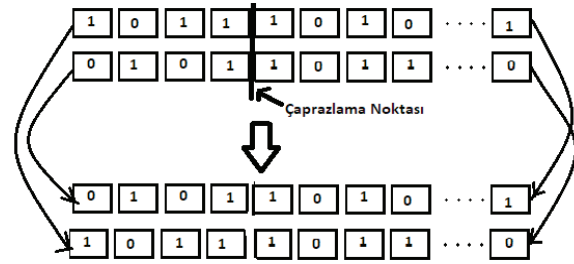 1 0 1 1 1 0 1 0 .... 1
0 1 0 1 1 0 1 1 .... 0
Çaprazlama Noktası
0 1 0 1 1 0 1 0 .... 1
1 0 1 1 1 0 1 1 .... 0